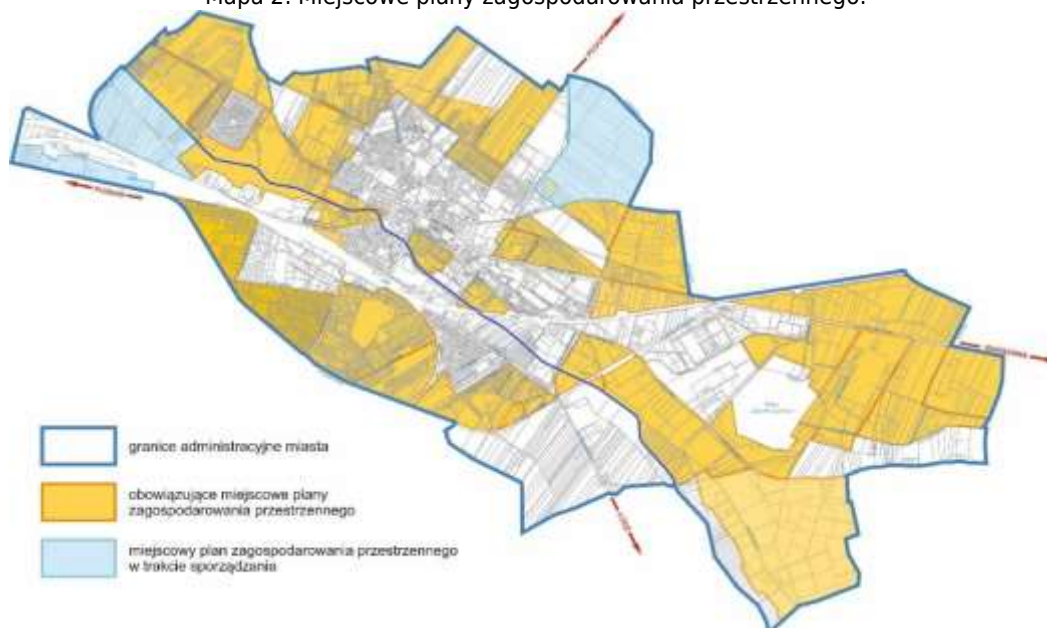 Mapa 2. Miejscowe plany zagospodarowania przestrzennego.
granice administracyjne miasta
obowiązujące miejscowe plany
zagospodarowania przestrzennego
miejscowy plan zagospodarowania przestrzennego
w trakcie sporządzania